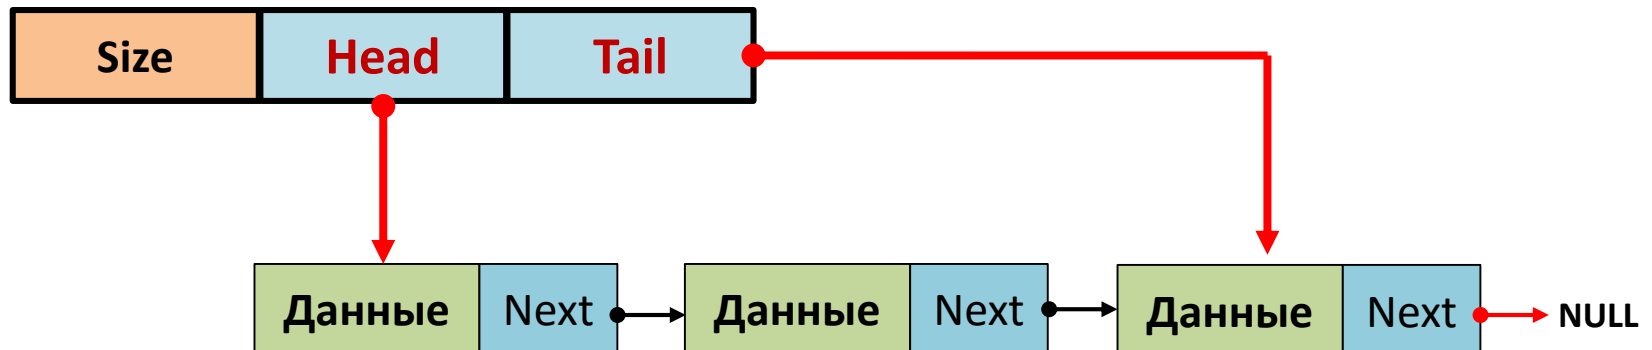 Size Head Tail
Данные Next Данные Next Данные Next NULL